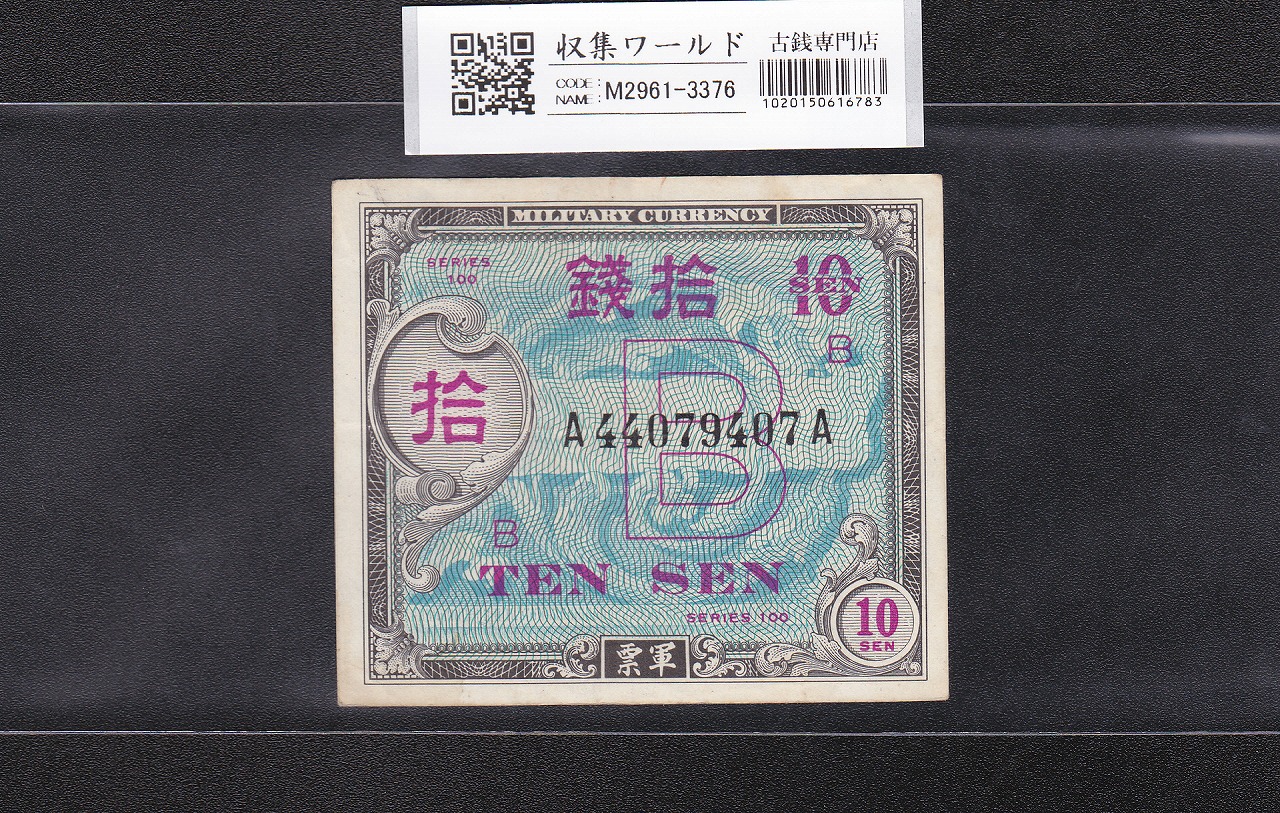 収集ワールド 古銭専門店
CODE:
NAME: M2961-3376
1020150616783
MILITARY CURRENCY
SERIES
100
錢拾
10
SEN
B
拾
B
A44079407A
B
TEN SEN
SERIES 100
10
SEN
票軍